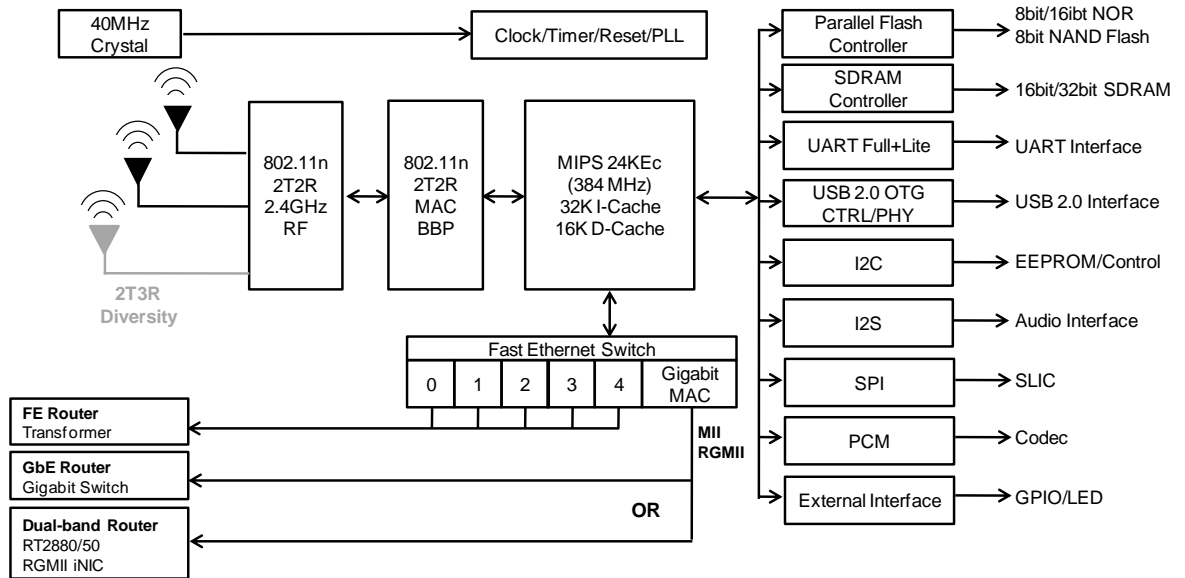 40MHz
Crystal
Clock/Timer/Reset/PLL
Parallel Flash
Controller
8bit/16ibt NOR
8bit NAND Flash
SDRAM
Controller
16bit/32bit SDRAM
UART Full+Lite
UART Interface
USB 2.0 OTG
CTRL/PHY
USB 2.0 Interface
I2C
EEPROM/Control
I2S
Audio Interface
SPI
SLIC
PCM
Codec
External Interface
GPIO/LED
802.11n
2T2R
2.4GHz
RF
802.11n
2T2R
MAC
BBP
MIPS 24KEc
(384 MHz)
32K I-Cache
16K D-Cache
2T3R
Diversity
Fast Ethernet Switch
0 1 2 3 4
Gigabit
MAC
MII
RGMII
OR
FE Router
Transformer
GbE Router
Gigabit Switch
Dual-band Router
RT2880/50
RGMII iNIC